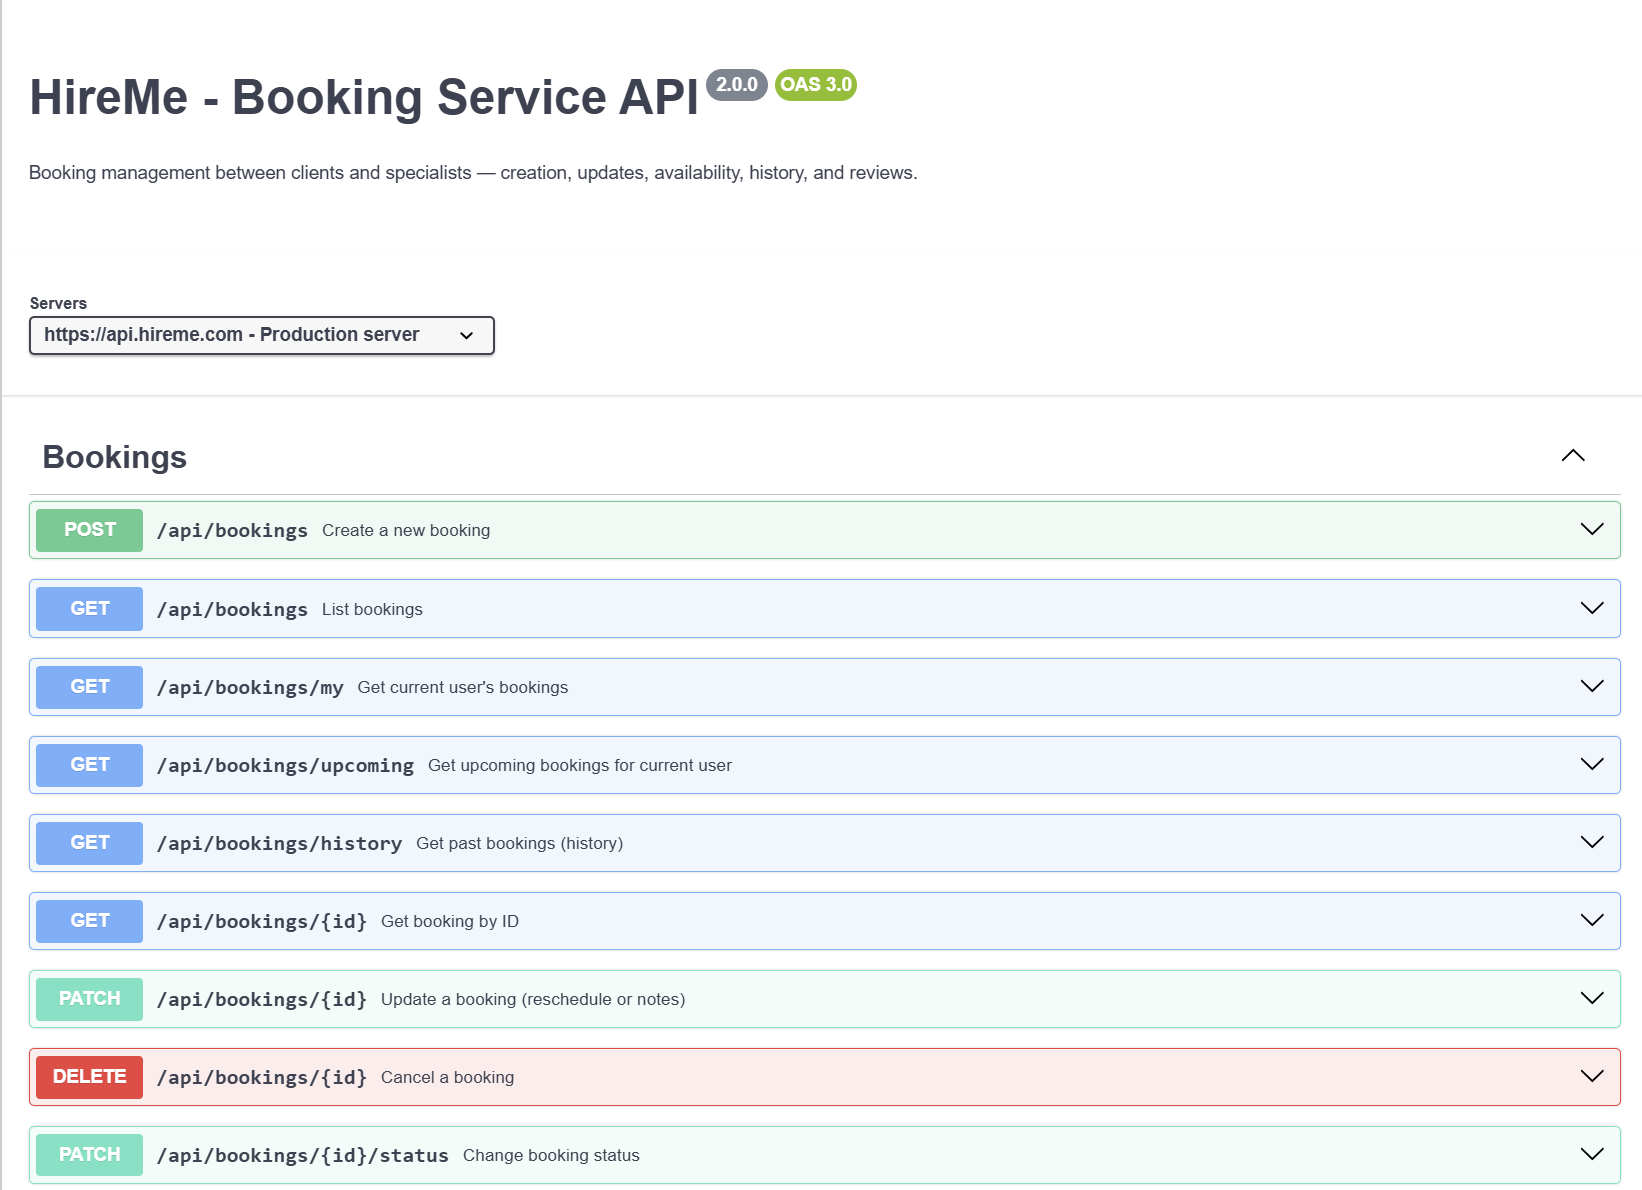 HireMe - Booking Service API 2.0.0 OAS 3.0
Booking management between clients and specialists — creation, updates, availability, history, and reviews.
Servers
https://api.hireme.com - Production server
Bookings
POST /api/bookings Create a new booking
GET /api/bookings List bookings
GET /api/bookings/my Get current user's bookings
GET /api/bookings/upcoming Get upcoming bookings for current user
GET /api/bookings/history Get past bookings (history)
GET /api/bookings/{id} Get booking by ID
PATCH /api/bookings/{id} Update a booking (reschedule or notes)
DELETE /api/bookings/{id} Cancel a booking
PATCH /api/bookings/{id}/status Change booking status